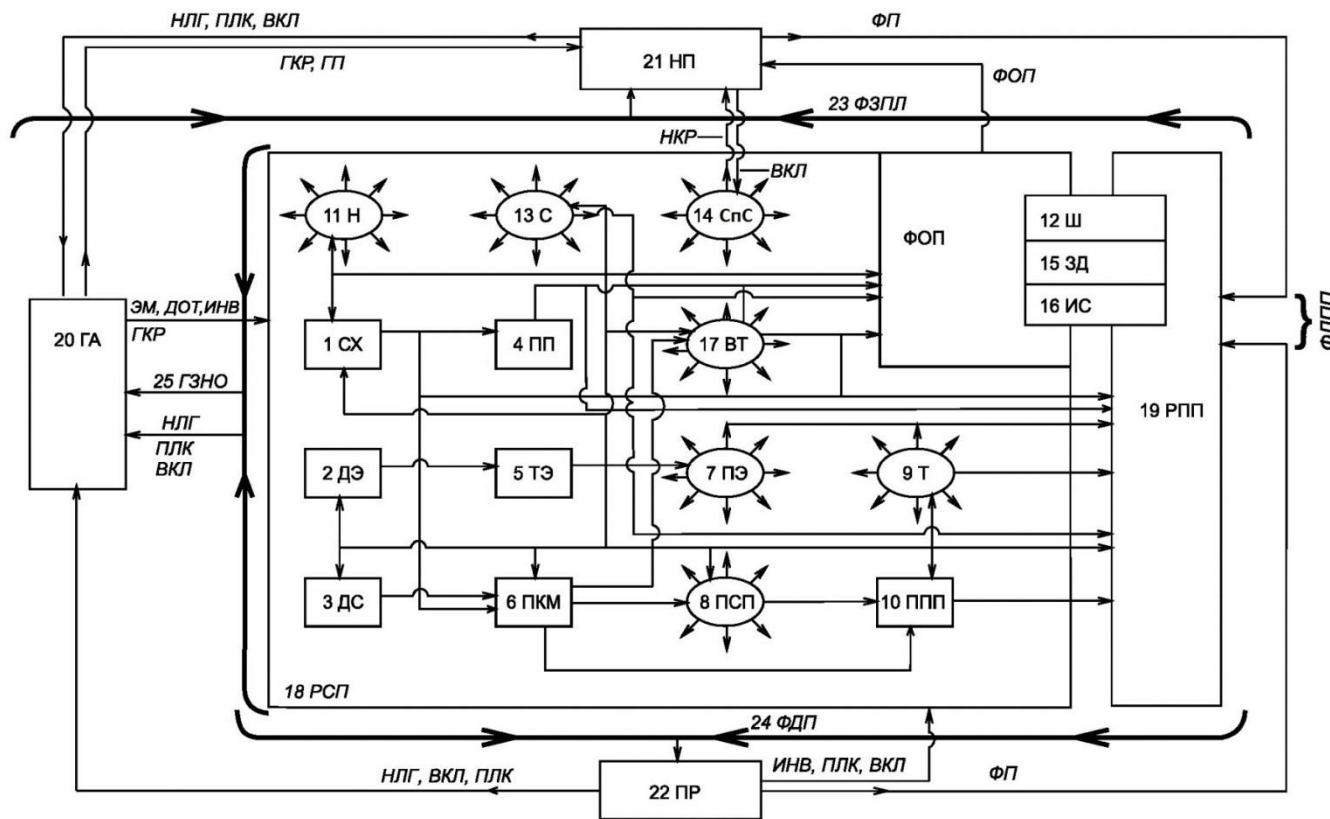 НЛГ, ПЛК, ВКЛ
ФП
21 НП
ГКР, ГП
ФОП
23 ФЗПЛ
НКР
ВКЛ
11 Н
13 С
14 СпС
ФОП
12 Ш
15 ЗД
16 ИС
ФЛПП
ЭМ, ДОТ,ИНВ
ГКР
20 ГА
1 СХ
4 ПП
17 ВТ
25 ГЗНО
НЛГ
ПЛК
ВКЛ
19 РПП
2 ДЭ
5 ТЭ
7 ПЭ
9 Т
3 ДС
6 ПКМ
8 ПСП
10 ППП
18 РСП
24 ФДП
НЛГ, ВКЛ, ПЛК
ИНВ, ПЛК, ВКЛ
ФП
22 ПР